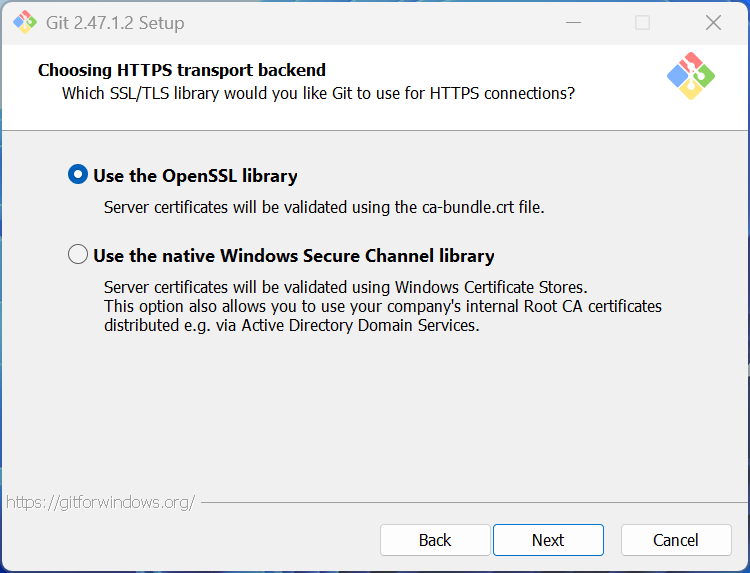 Git 2.47.1.2 Setup
Choosing HTTPS transport backend
Which SSL/TLS library would you like Git to use for HTTPS connections?
Use the OpenSSL library
Server certificates will be validated using the ca-bundle.crt file.
Use the native Windows Secure Channel library
Server certificates will be validated using Windows Certificate Stores.
This option also allows you to use your company's internal Root CA certificates
distributed e.g. via Active Directory Domain Services.
https://gitforwindows.org/
Back Next Cancel